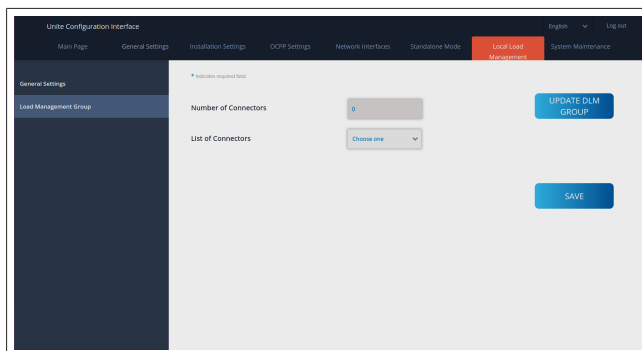 Unite Configuration Interface
English
Log out
Main Page
General Settings
Installation Settings
OCPP Settings
Network Interfaces
Standalone Mode
Local Load
Management
System Maintenance
General Settings
Load Management Group
* Indicates required field.
Number of Connectors
0
UPDATE DLM
GROUP
List of Connectors
Choose one
SAVE